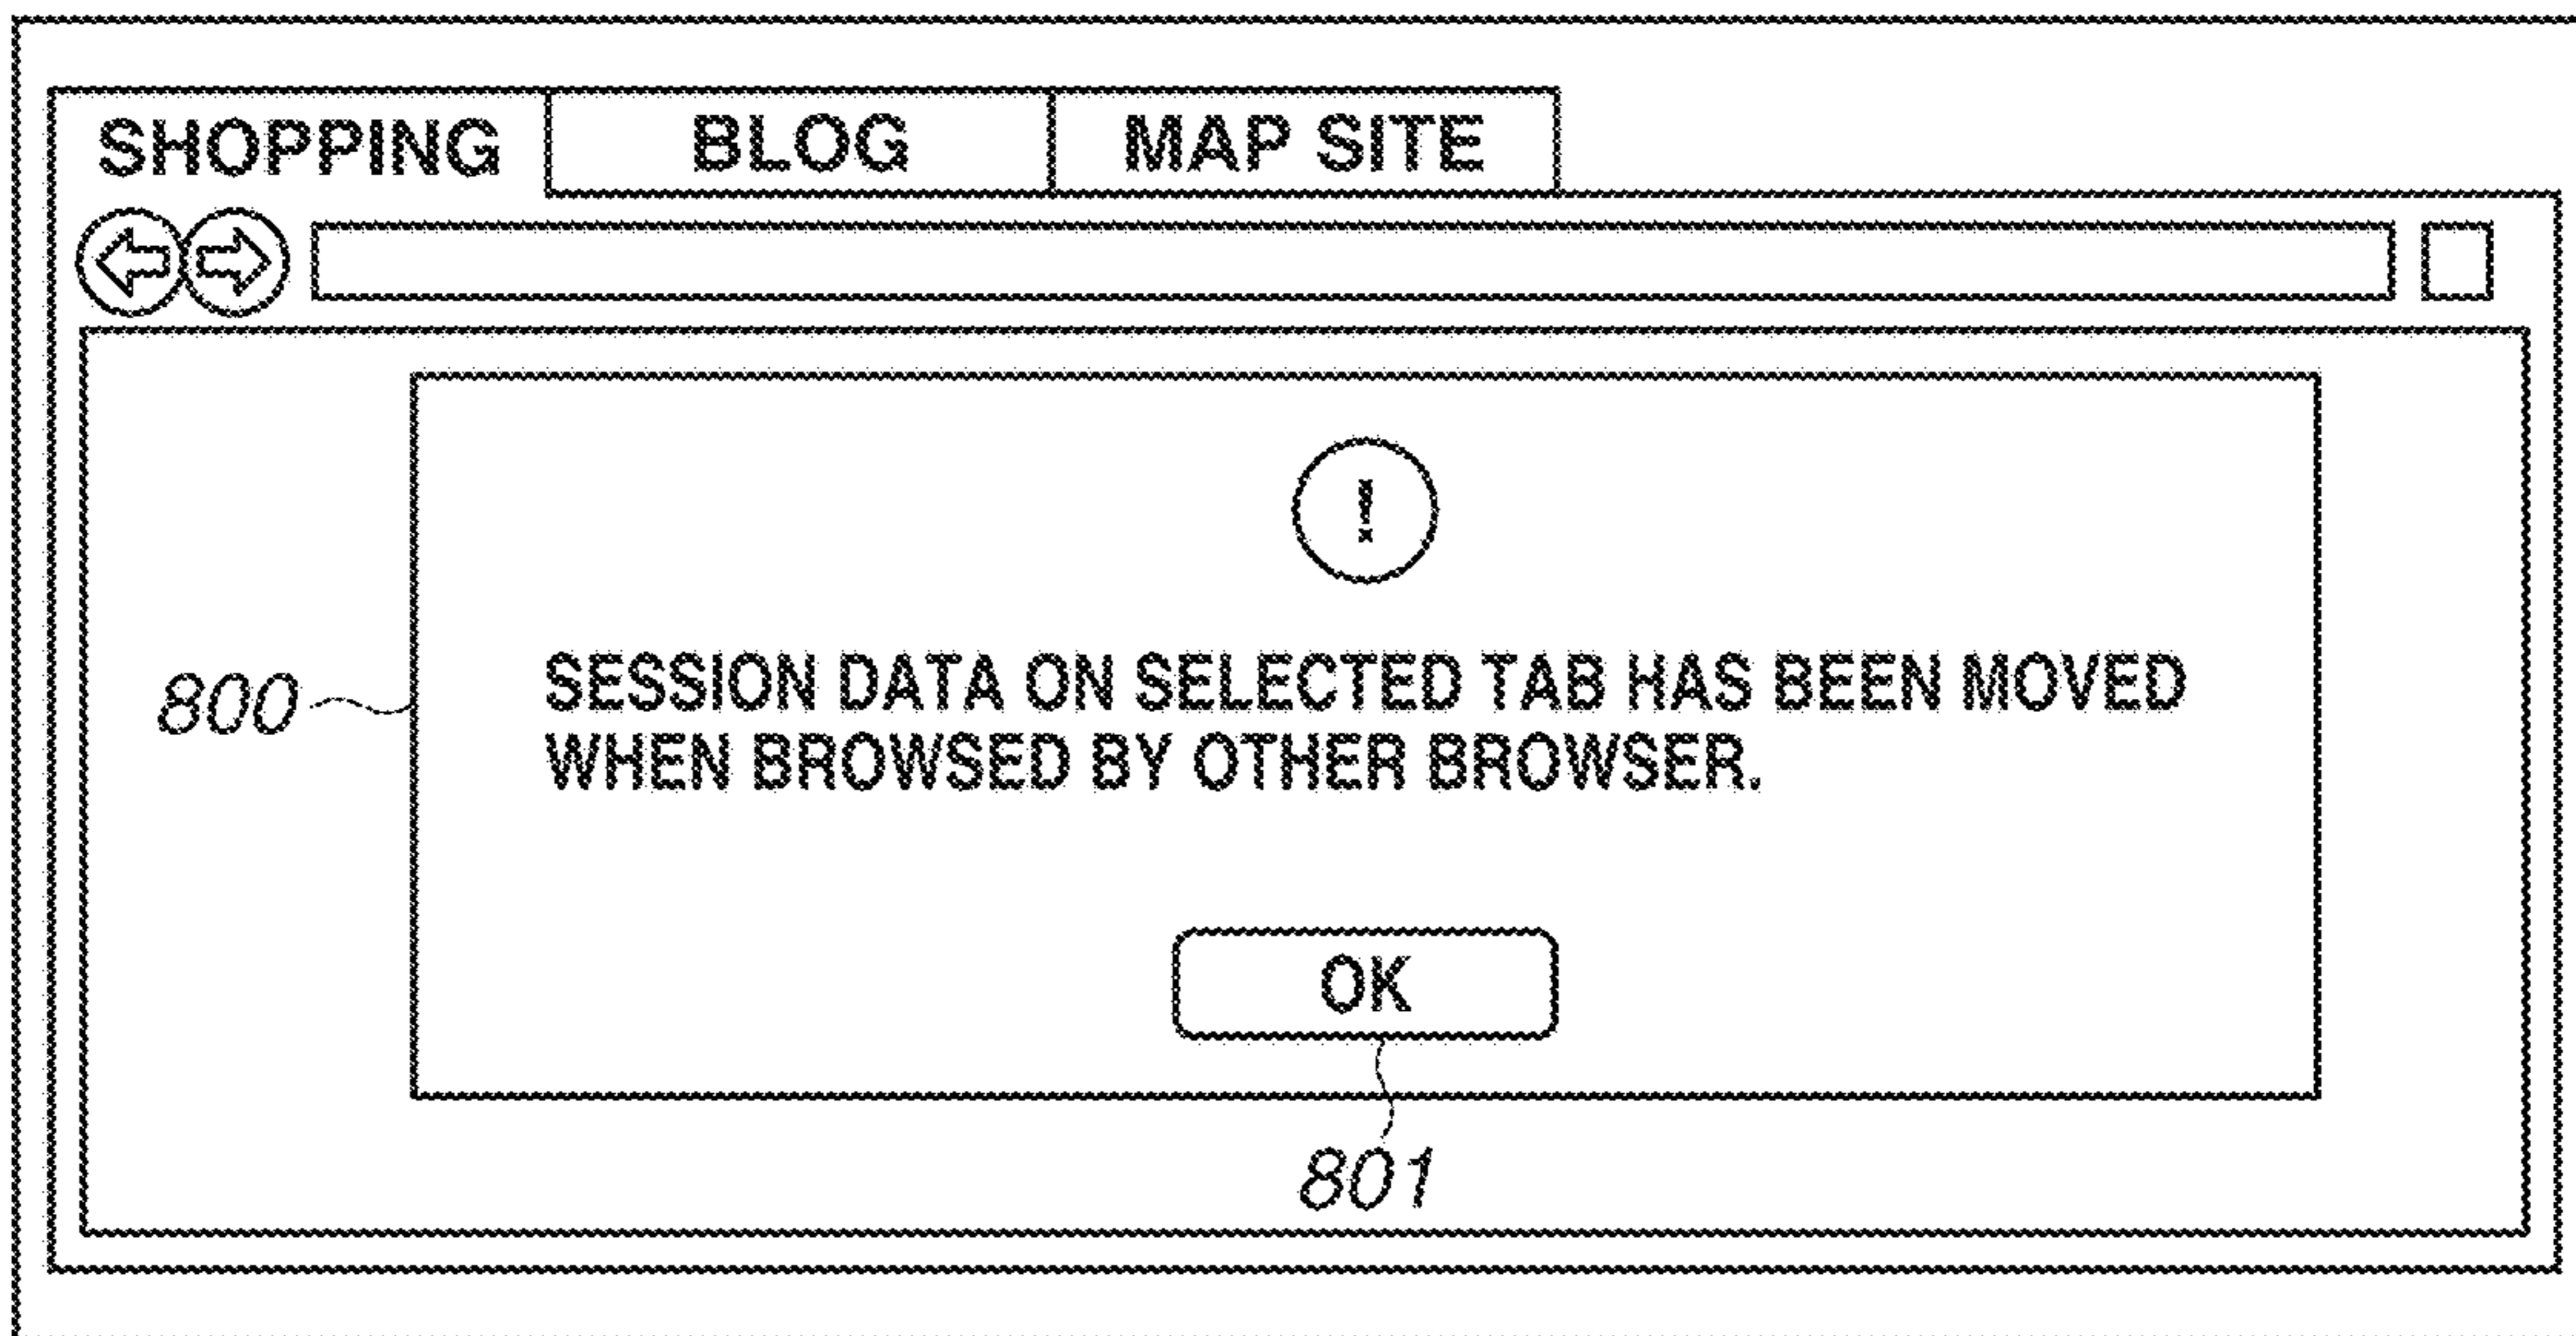 SHOPPING BLOG MAP SITE
!
SESSION DATA ON SELECTED TAB HAS BEEN MOVED
WHEN BROWSED BY OTHER BROWSER.
800
OK
801